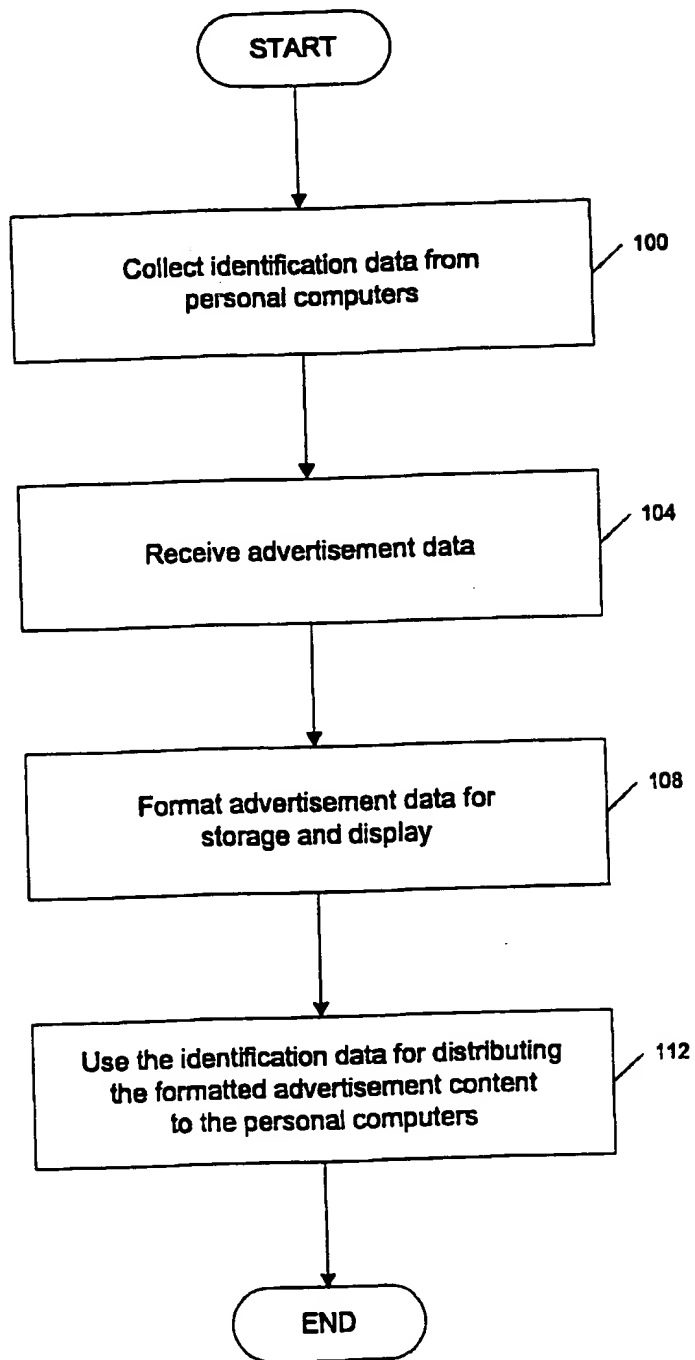 START
Collect identification data from
personal computers
100
Receive advertisement data
104
Format advertisement data for
storage and display
108
Use the identification data for distributing
the formatted advertisement content
to the personal computers
112
END